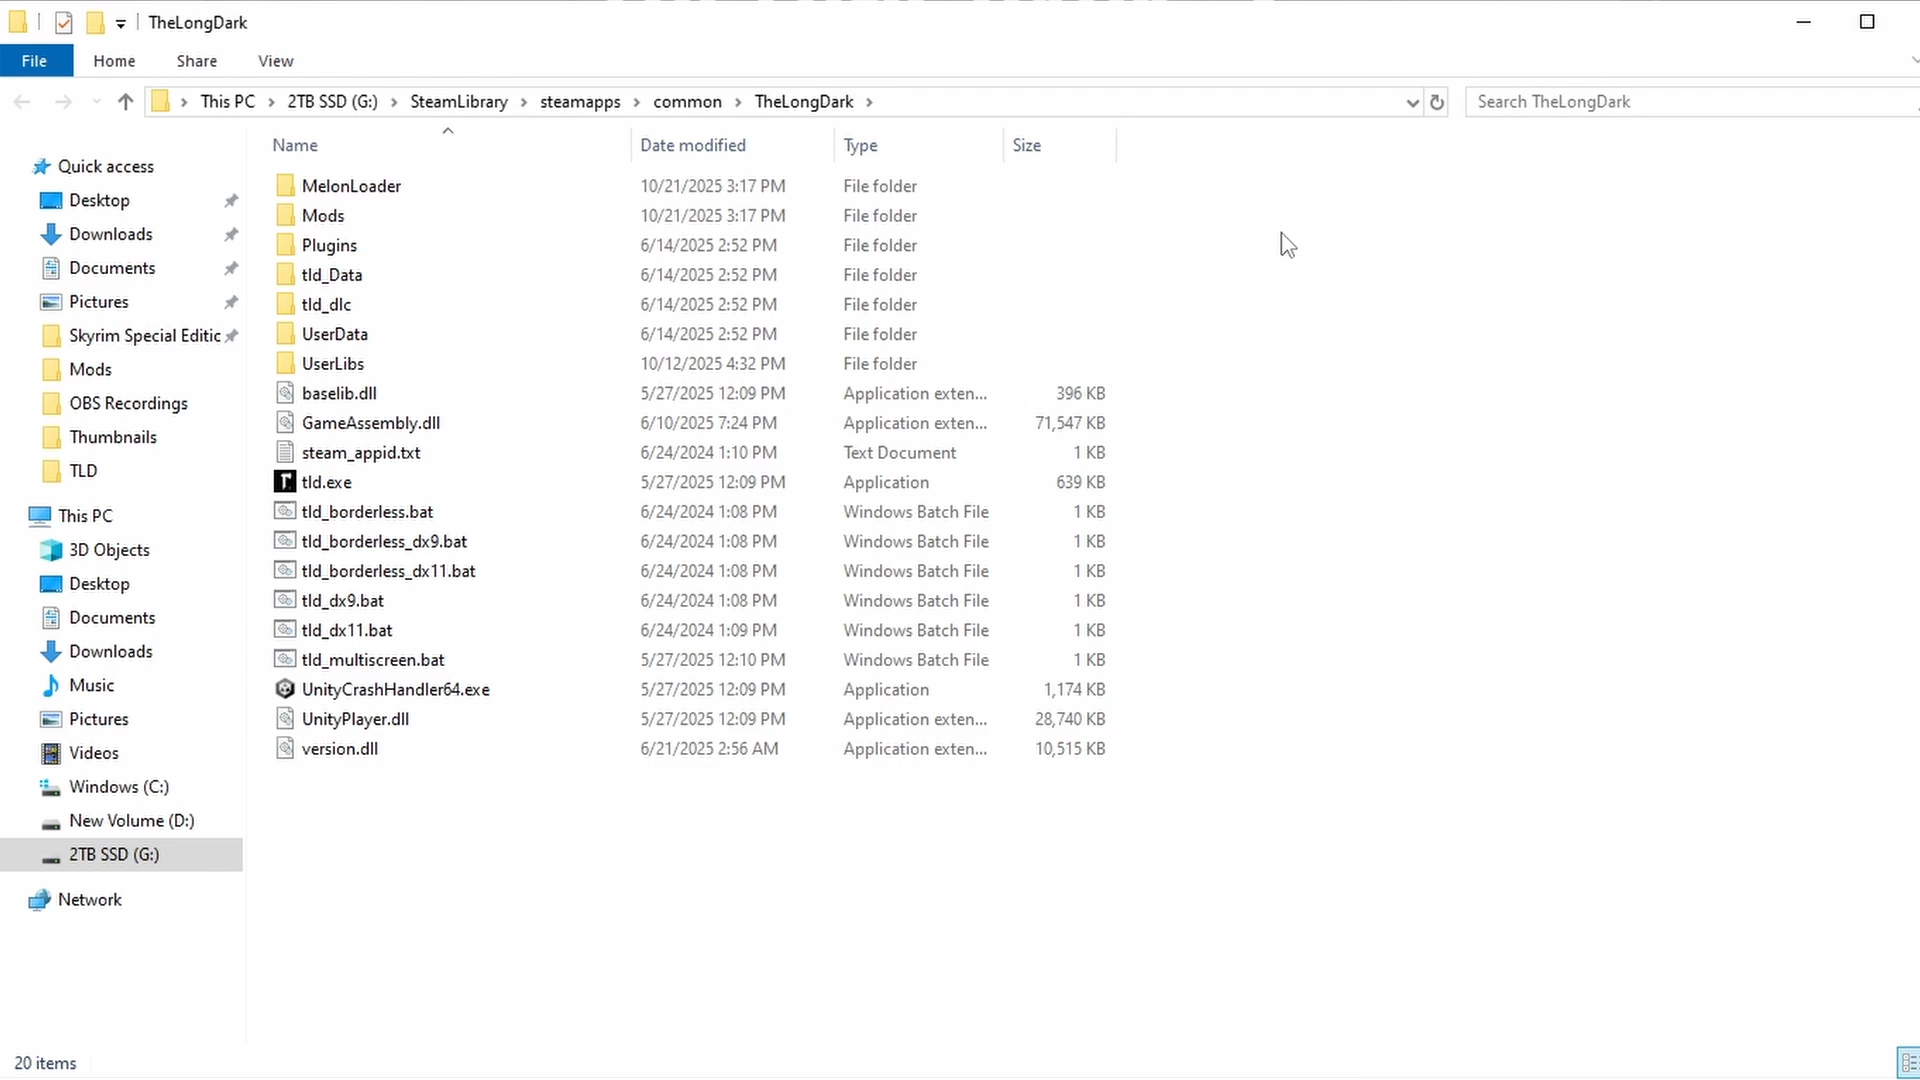 TheLongDark
File Home Share View
This PC 2TB SSD (G:) SteamLibrary steamapps common TheLongDark
Search TheLongDark
Name Date modified Type Size
Quick access
Desktop
Downloads
Documents
Pictures
Skyrim Special Editic
Mods
OBS Recordings
Thumbnails
TLD
This PC
3D Objects
Desktop
Documents
Downloads
Music
Pictures
Videos
Windows (C:)
New Volume (D:)
2TB SSD (G:)
Network
MelonLoader 10/21/2025 3:17 PM File folder
Mods 10/21/2025 3:17 PM File folder
Plugins 6/14/2025 2:52 PM File folder
tld_Data 6/14/2025 2:52 PM File folder
tld_dlc 6/14/2025 2:52 PM File folder
UserData 6/14/2025 2:52 PM File folder
UserLibs 10/12/2025 4:32 PM File folder
baselib.dll 5/27/2025 12:09 PM Application exten... 396 KB
GameAssembly.dll 6/10/2025 7:24 PM Application exten... 71,547 KB
steam_appid.txt 6/24/2024 1:10 PM Text Document 1 KB
tld.exe 5/27/2025 12:09 PM Application 639 KB
tld_borderless.bat 6/24/2024 1:08 PM Windows Batch File 1 KB
tld_borderless_dx9.bat 6/24/2024 1:08 PM Windows Batch File 1 KB
tld_borderless_dx11.bat 6/24/2024 1:08 PM Windows Batch File 1 KB
tld_dx9.bat 6/24/2024 1:08 PM Windows Batch File 1 KB
tld_dx11.bat 6/24/2024 1:09 PM Windows Batch File 1 KB
tld_multiscreen.bat 5/27/2025 12:10 PM Windows Batch File 1 KB
UnityCrashHandler64.exe 5/27/2025 12:09 PM Application 1,174 KB
UnityPlayer.dll 5/27/2025 12:09 PM Application exten... 28,740 KB
version.dll 6/21/2025 2:56 AM Application exten... 10,515 KB
20 items